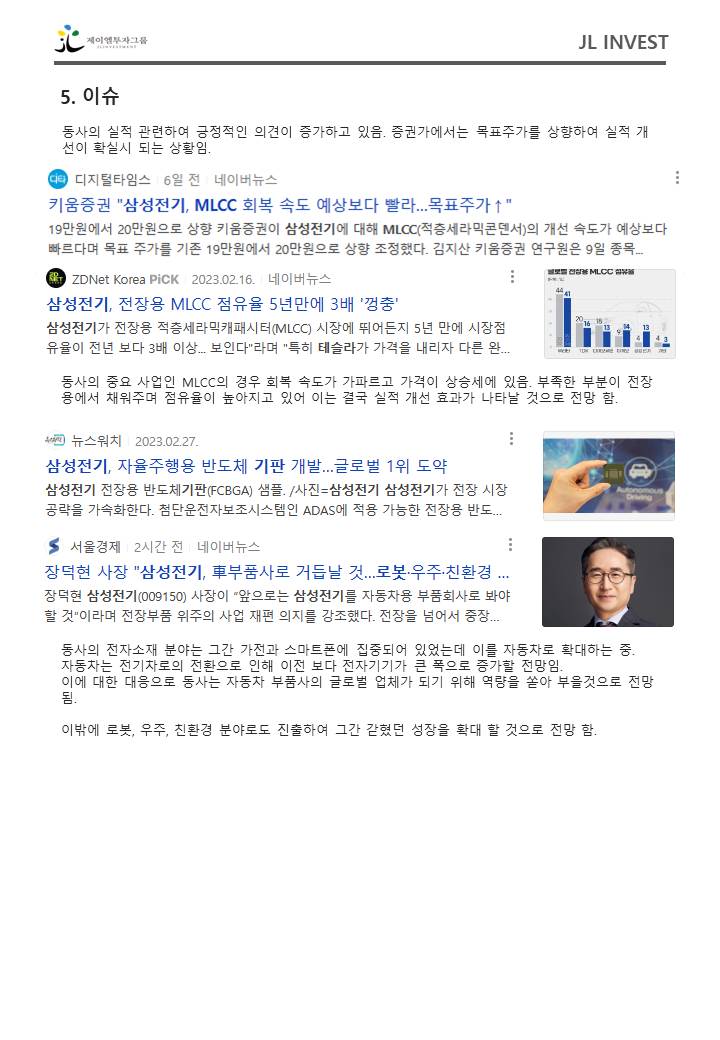 제이엘투자그룹
JL INVESTMENT
JL INVEST
5. 이슈
동사의 실적 관련하여 긍정적인 의견이 증가하고 있음. 증권가에서는 목표주가를 상향하여 실적 개
선이 확실시 되는 상황임.
디타 디지털타임스 6일 전 네이버뉴스
키움증권 "삼성전기, MLCC 회복 속도 예상보다 빨라...목표주가↑"
19만원에서 20만원으로 상향 키움증권이 삼성전기에 대해 MLCC(적층세라믹콘덴서)의 개선 속도가 예상보다
빠르다며 목표 주가를 기존 19만원에서 20만원으로 상향 조정했다. 김지산 키움증권 연구원은 9일 종목...
ZD NET ZDNet Korea PiCK 2023.02.16. 네이버뉴스
삼성전기, 전장용 MLCC 점유율 5년만에 3배 '껑충'
삼성전기가 전장용 적층세라믹캐패시터(MLCC) 시장에 뛰어든지 5년 만에 시장점
유율이 전년 보다 3배 이상... 보인다"라며 "특히 테슬라가 가격을 내리자 다른 완...
글로벌 전장용 MLCC 점유율
44 41 20 16 18 13 9 14 4 13 4 3
TDK
동사의 중요 사업인 MLCC의 경우 회복 속도가 가파르고 가격이 상승세에 있음. 부족한 부분이 전장
용에서 채워주며 점유율이 높아지고 있어 이는 결국 실적 개선 효과가 나타날 것으로 전망 함.
뉴스워치 2023.02.27.
삼성전기, 자율주행용 반도체 기판 개발...글로벌 1위 도약
삼성전기 전장용 반도체기판(FCBGA) 샘플. /사진=삼성전기 삼성전기가 전장 시장
공략을 가속화한다. 첨단운전자보조시스템인 ADAS에 적용 가능한 전장용 반도...
Autonomous
Driving
서울경제 2시간 전 네이버뉴스
장덕현 사장 "삼성전기, 車부품사로 거듭날 것...로봇·우주·친환경 ...
장덕현 삼성전기(009150) 사장이 “앞으로는 삼성전기를 자동차용 부품회사로 봐야
할 것”이라며 전장부품 위주의 사업 재편 의지를 강조했다. 전장을 넘어서 중장...
동사의 전자소재 분야는 그간 가전과 스마트폰에 집중되어 있었는데 이를 자동차로 확대하는 중.
자동차는 전기차로의 전환으로 인해 이전 보다 전자기기가 큰 폭으로 증가할 전망임.
이에 대한 대응으로 동사는 자동차 부품사의 글로벌 업체가 되기 위해 역량을 쏟아 부을것으로 전망
됨.
이밖에 로봇, 우주, 친환경 분야로도 진출하여 그간 갇혔던 성장을 확대 할 것으로 전망 함.